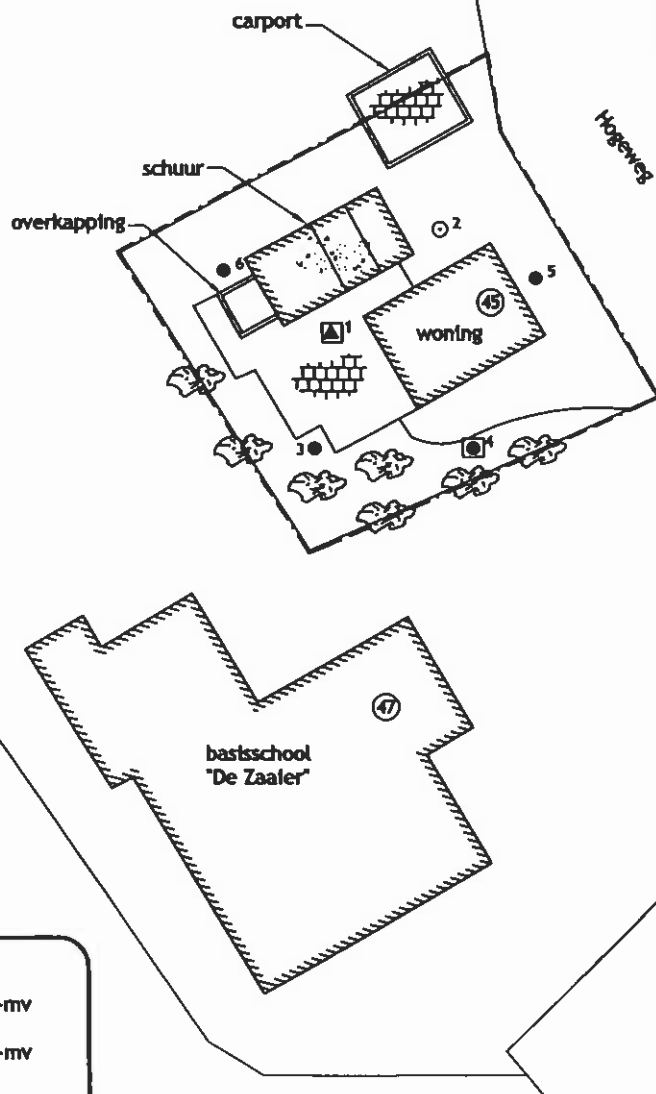 carport
Hogeweg
schuur
overkapping
2
6
5
45
1
woning
3
4
47
basisschool
"De Zaaier"
-mv
-mv